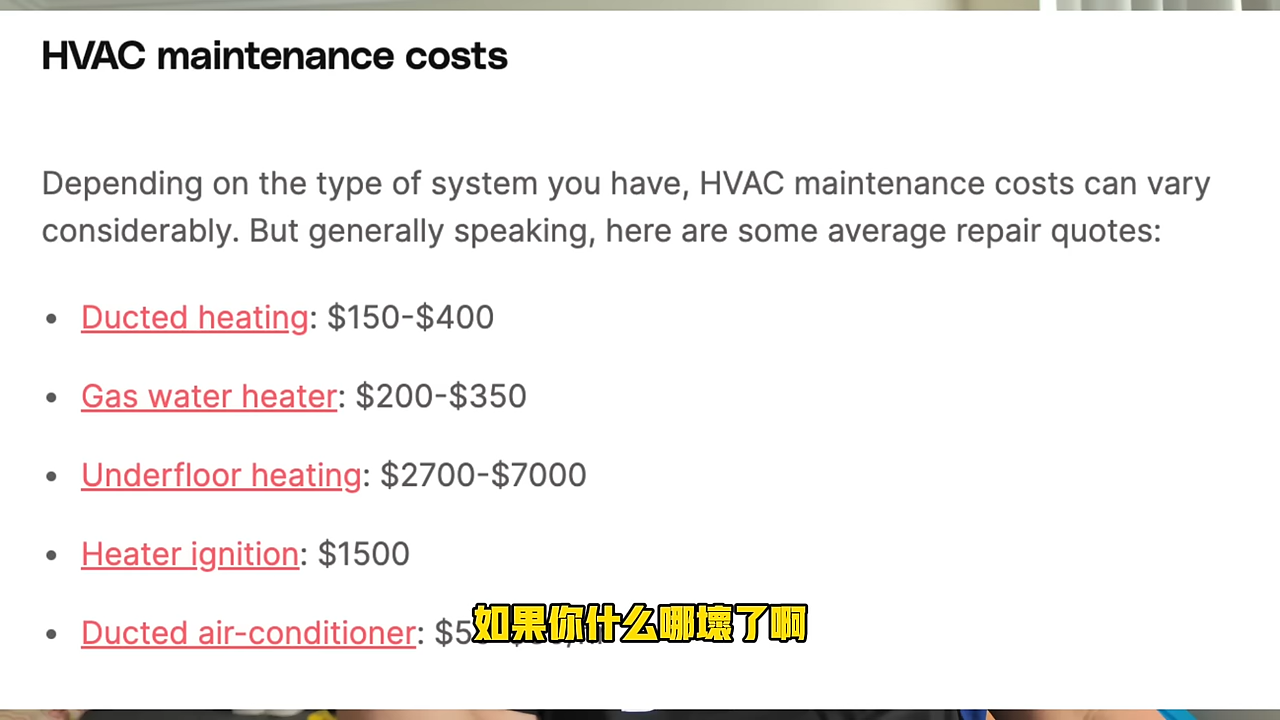 HVAC maintenance costs
Depending on the type of system you have, HVAC maintenance costs can vary
considerably. But generally speaking, here are some average repair quotes:
• Ducted heating: $150-$400
• Gas water heater: $200-$350
• Underfloor heating: $2700-$7000
• Heater ignition: $1500
• Ducted air-conditioner:
如果你什么哪壞了啊